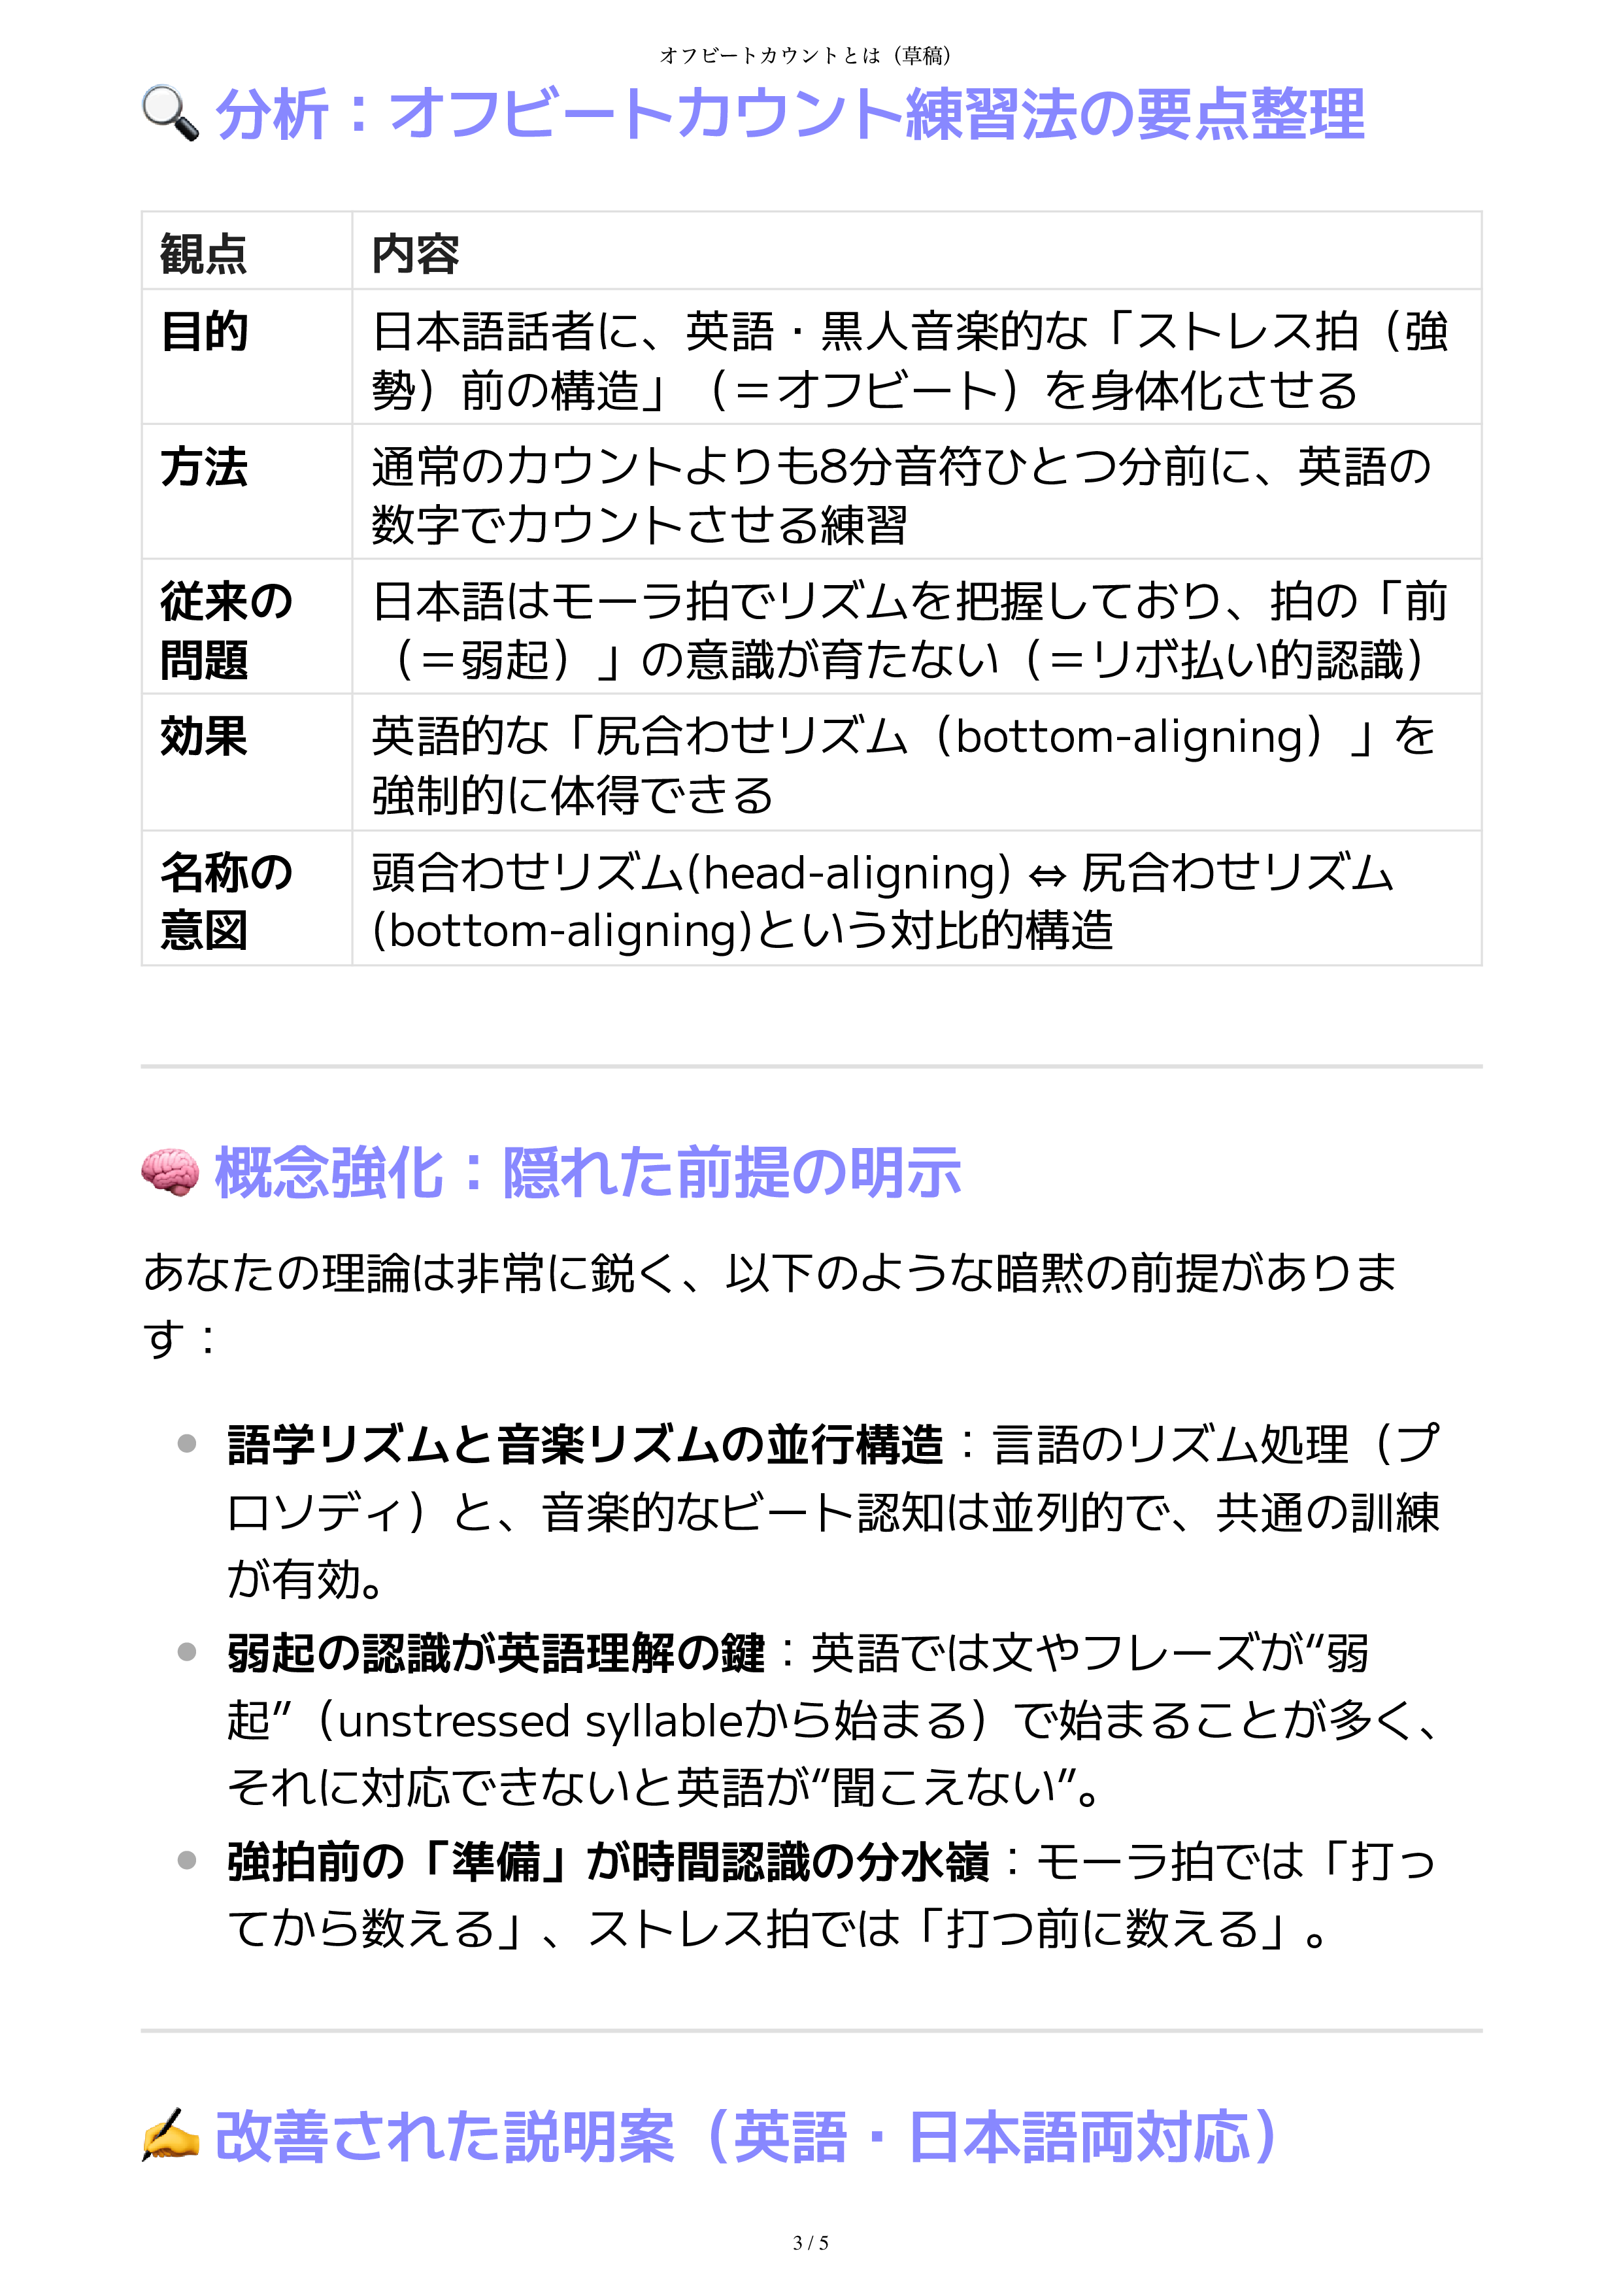 オフビートカウントとは（草稿）
🔍 分析：オフビートカウント練習法の要点整理
観点 内容
目的 日本語話者に、英語・黒人音楽的な「ストレス拍（強
勢）前の構造」（＝オフビート）を身体化させる
方法 通常のカウントよりも8分音符ひとつ分前に、英語の
数字でカウントさせる練習
従来の 日本語はモーラ拍でリズムを把握しており、拍の「前
問題 （＝弱起）」の意識が育たない（＝リボ払い的認識）
効果 英語的な「尻合わせリズム（bottom-aligning）」を
強制的に体得できる
名称の 頭合わせリズム(head-aligning) ⇔ 尻合わせリズム
意図 (bottom-aligning)という対比的構造
🧠 概念強化：隠れた前提の明示
あなたの理論は非常に鋭く、以下のような暗黙の前提がありま
す：
● 語学リズムと音楽リズムの並行構造：言語のリズム処理（プ
ロソディ）と、音楽的なビート認知は並列的で、共通の訓練
が有効。
● 弱起の認識が英語理解の鍵：英語では文やフレーズが“弱
起”（unstressed syllableから始まる）で始まることが多く、
それに対応できないと英語が“聞こえない”。
● 強拍前の「準備」が時間認識の分水嶺：モーラ拍では「打っ
てから数える」、ストレス拍では「打つ前に数える」。
✍️ 改善された説明案（英語・日本語両対応）
3 / 5